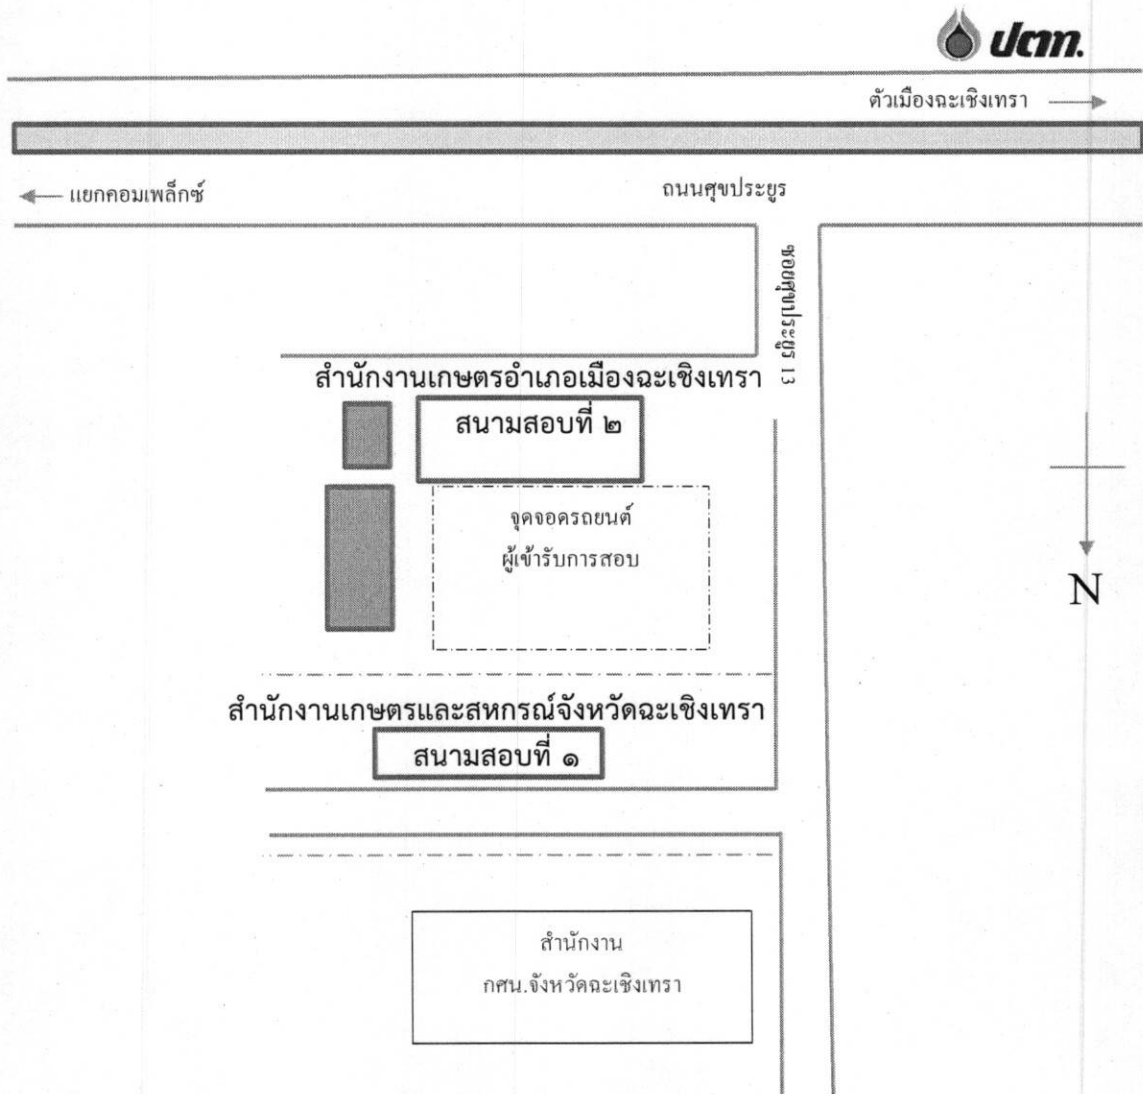 ปตท.
ตัวเมืองฉะเชิงเทรา
แยกคอมเพล็กซ์
ถนนศุขประยูร
ซอยศุขประยูร 13
สำนักงานเกษตรอำเภอเมืองฉะเชิงเทรา
สนามสอบที่ ๒
จุดจอดรถยนต์
ผู้เข้ารับการสอบ
N
สำนักงานเกษตรและสหกรณ์จังหวัดฉะเชิงเทรา
สนามสอบที่ ๑
สำนักงาน
กศน.จังหวัดฉะเชิงเทรา